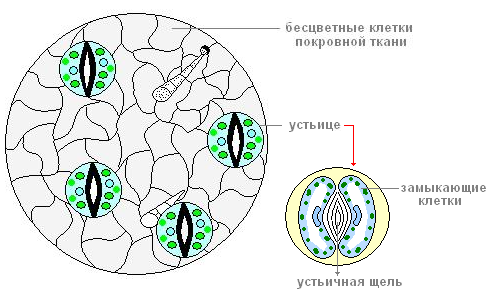 бесцветные клетки
покровной ткани
устьице
замыкающие
клетки
устьичная щель